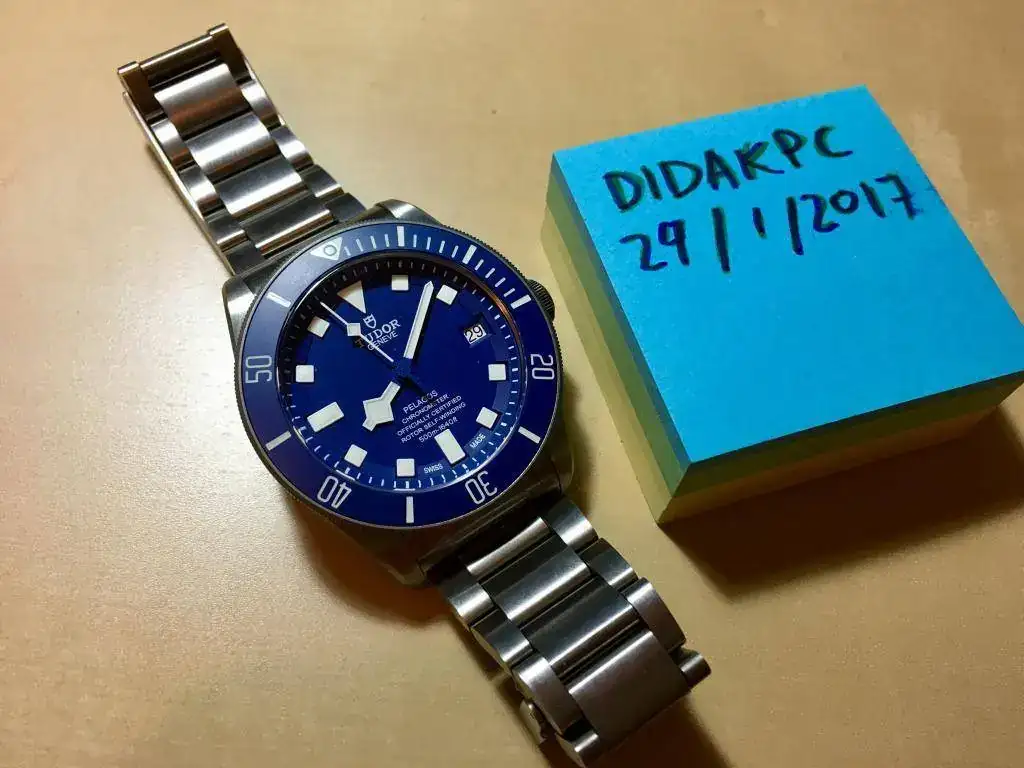 TUDOR
GENEVE
29
PELAGOS
CHRONOMETER
OFFICIALLY CERTIFIED
ROTOR SELF-WINDING
500m-1640ft
SWISS MADE
20
30
40
50
DIDAKPC
29/1/2017